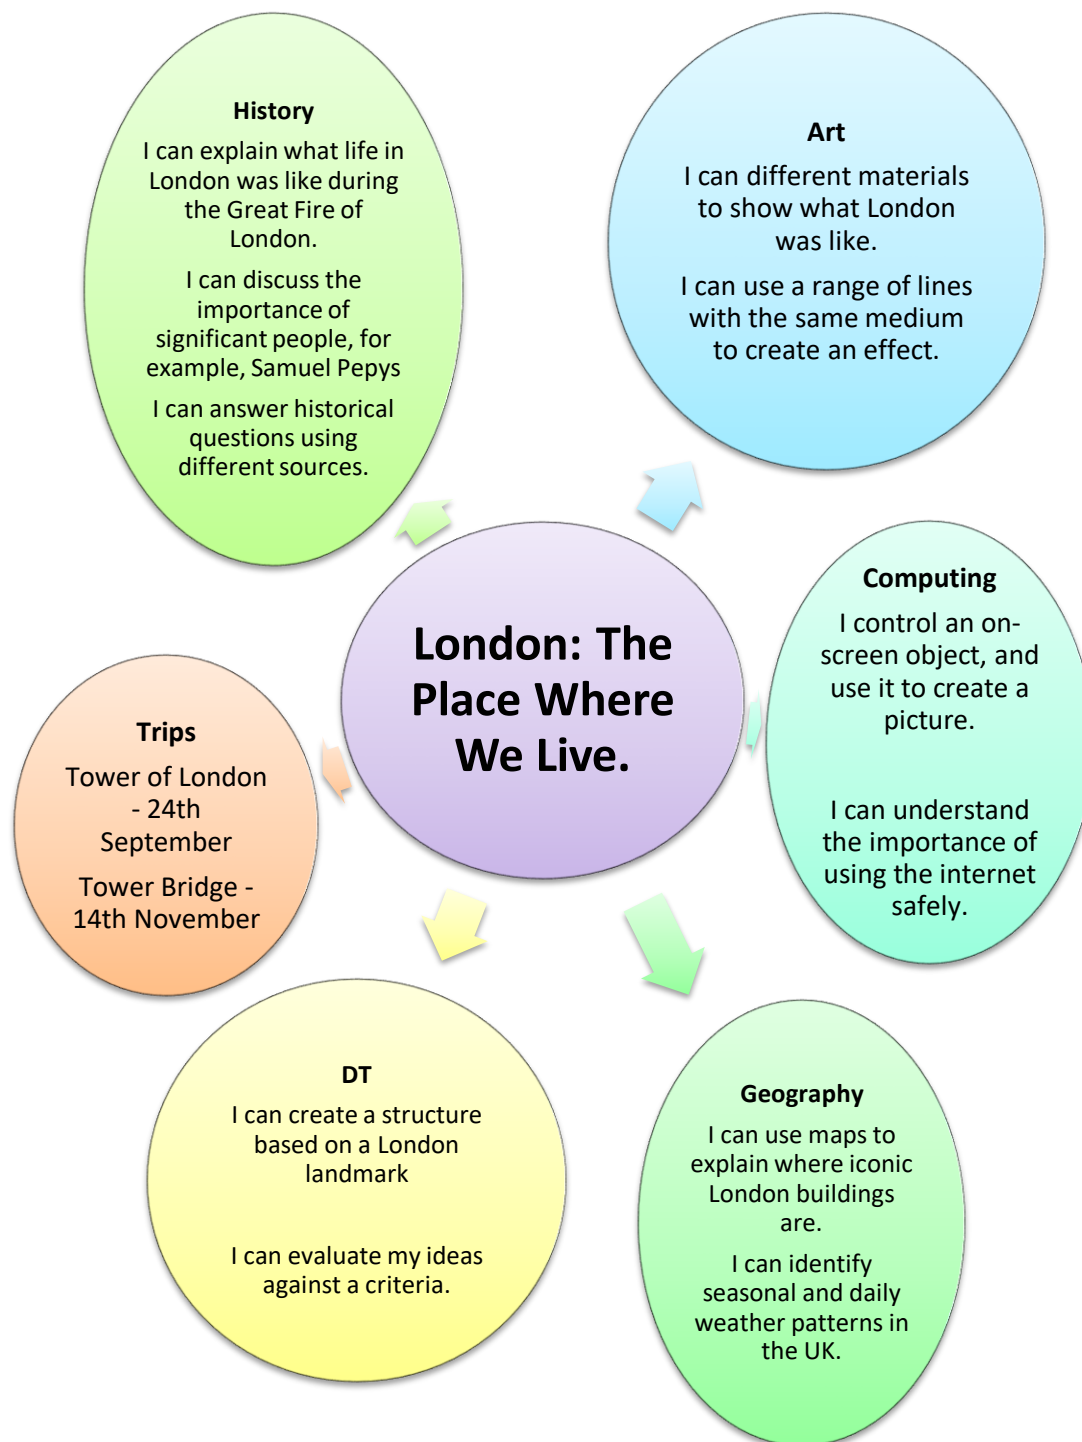 History
I can explain what life in
London was like during
the Great Fire of
London.
I can discuss the
importance of
significant people, for
example, Samuel Pepys
I can answer historical
questions using
different sources.
Art
I can different materials
to show what London
was like.
I can use a range of lines
with the same medium
to create an effect.
London: The
Place Where
We Live.
Computing
I control an on-
screen object, and
use it to create a
picture.
I can understand
the importance of
using the internet
safely.
Trips
Tower of London
- 24th
September
Tower Bridge -
14th November
DT
I can create a structure
based on a London
landmark
I can evaluate my ideas
against a criteria.
Geography
I can use maps to
explain where iconic
London buildings
are.
I can identify
seasonal and daily
weather patterns in
the UK.